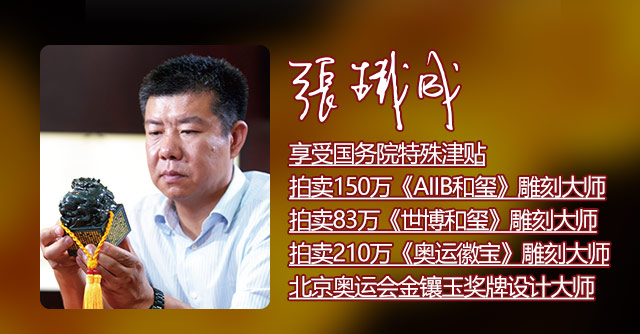 張鐵成
享受国务院特殊津贴
拍卖150万《AIIB和玺》雕刻大师
拍卖83万《世博和玺》雕刻大师
拍卖210万《奥运徽宝》雕刻大师
北京奥运会金镶玉奖牌设计大师